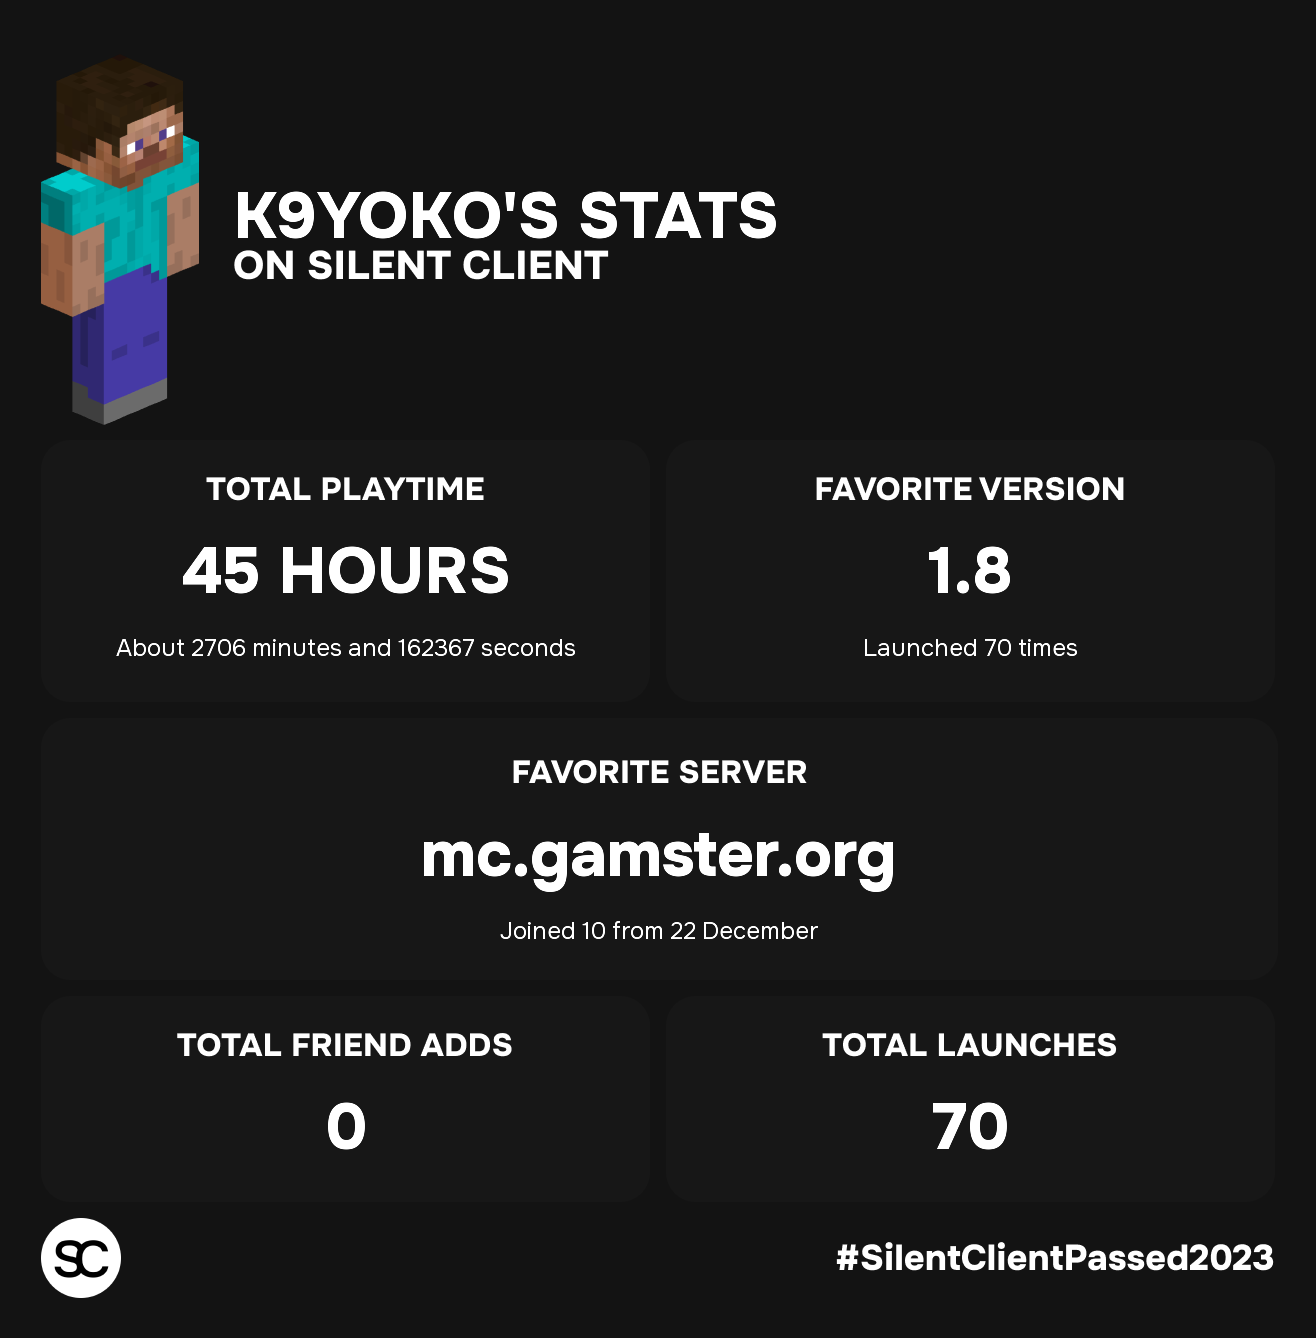 K9YOKO'S STATS
ON SILENT CLIENT
TOTAL PLAYTIME
45 HOURS
About 2706 minutes and 162367 seconds
FAVORITE VERSION
1.8
Launched 70 times
FAVORITE SERVER
mc.gamster.org
Joined 10 from 22 December
TOTAL FRIEND ADDS
0
TOTAL LAUNCHES
70
SC
#SilentClientPassed2023